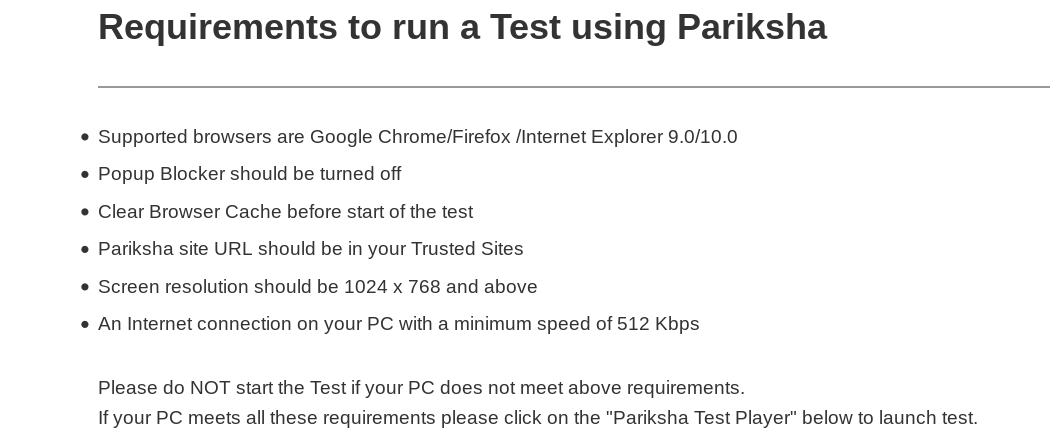 Requirements to run a Test using Pariksha
• Supported browsers are Google Chrome/Firefox /Internet Explorer 9.0/10.0
• Popup Blocker should be turned off
• Clear Browser Cache before start of the test
• Pariksha site URL should be in your Trusted Sites
• Screen resolution should be 1024 x 768 and above
• An Internet connection on your PC with a minimum speed of 512 Kbps
Please do NOT start the Test if your PC does not meet above requirements.
If your PC meets all these requirements please click on the "Pariksha Test Player" below to launch test.